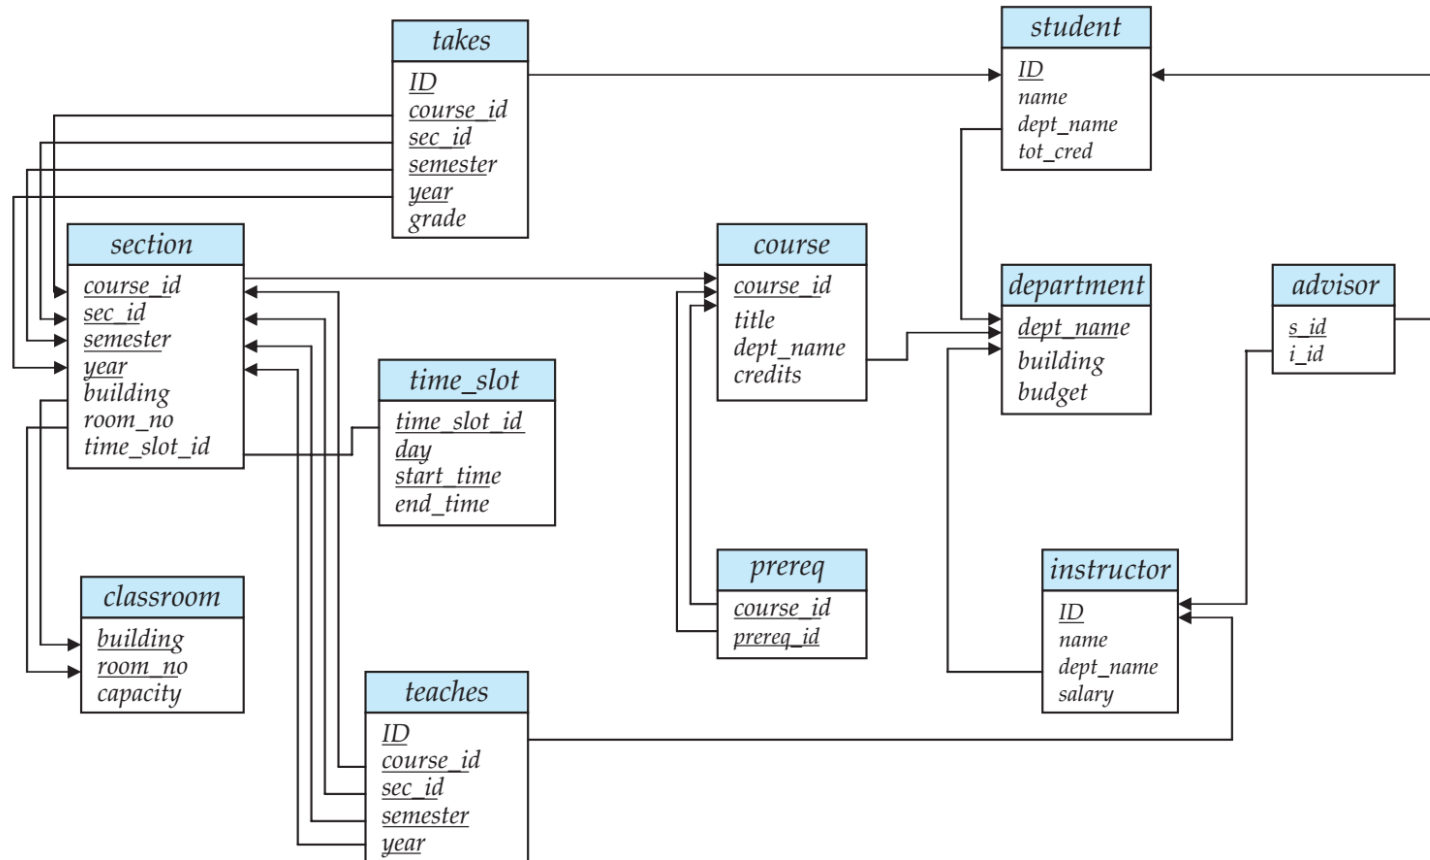 takes
ID
course_id
sec_id
semester
year
grade
student
ID
name
dept_name
tot_cred
section
course_id
sec_id
semester
year
building
room_no
time_slot_id
course
course_id
title
dept_name
credits
department
dept_name
building
budget
advisor
s_id
i_id
time_slot
time_slot_id
day
start_time
end_time
prereq
course_id
prereq_id
instructor
ID
name
dept_name
salary
classroom
building
room_no
capacity
teaches
ID
course_id
sec_id
semester
year